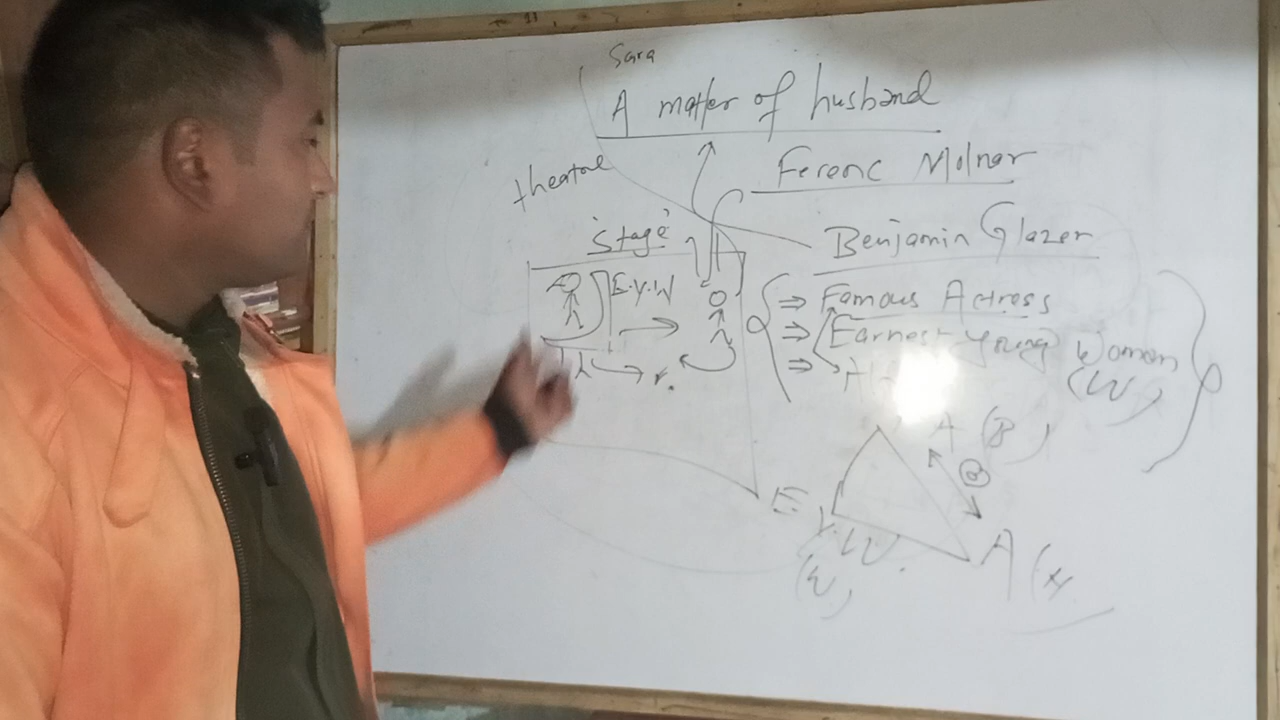 Sara
A matter of husband
theatre
Ferenc Molnar
'Stage'
Benjamin Glazer
E.Y.W
⇒ Famous Actress
⇒ Earnest Young Woman
(W)
⇒
A (B)
E.Y.W.
(W)
A (H